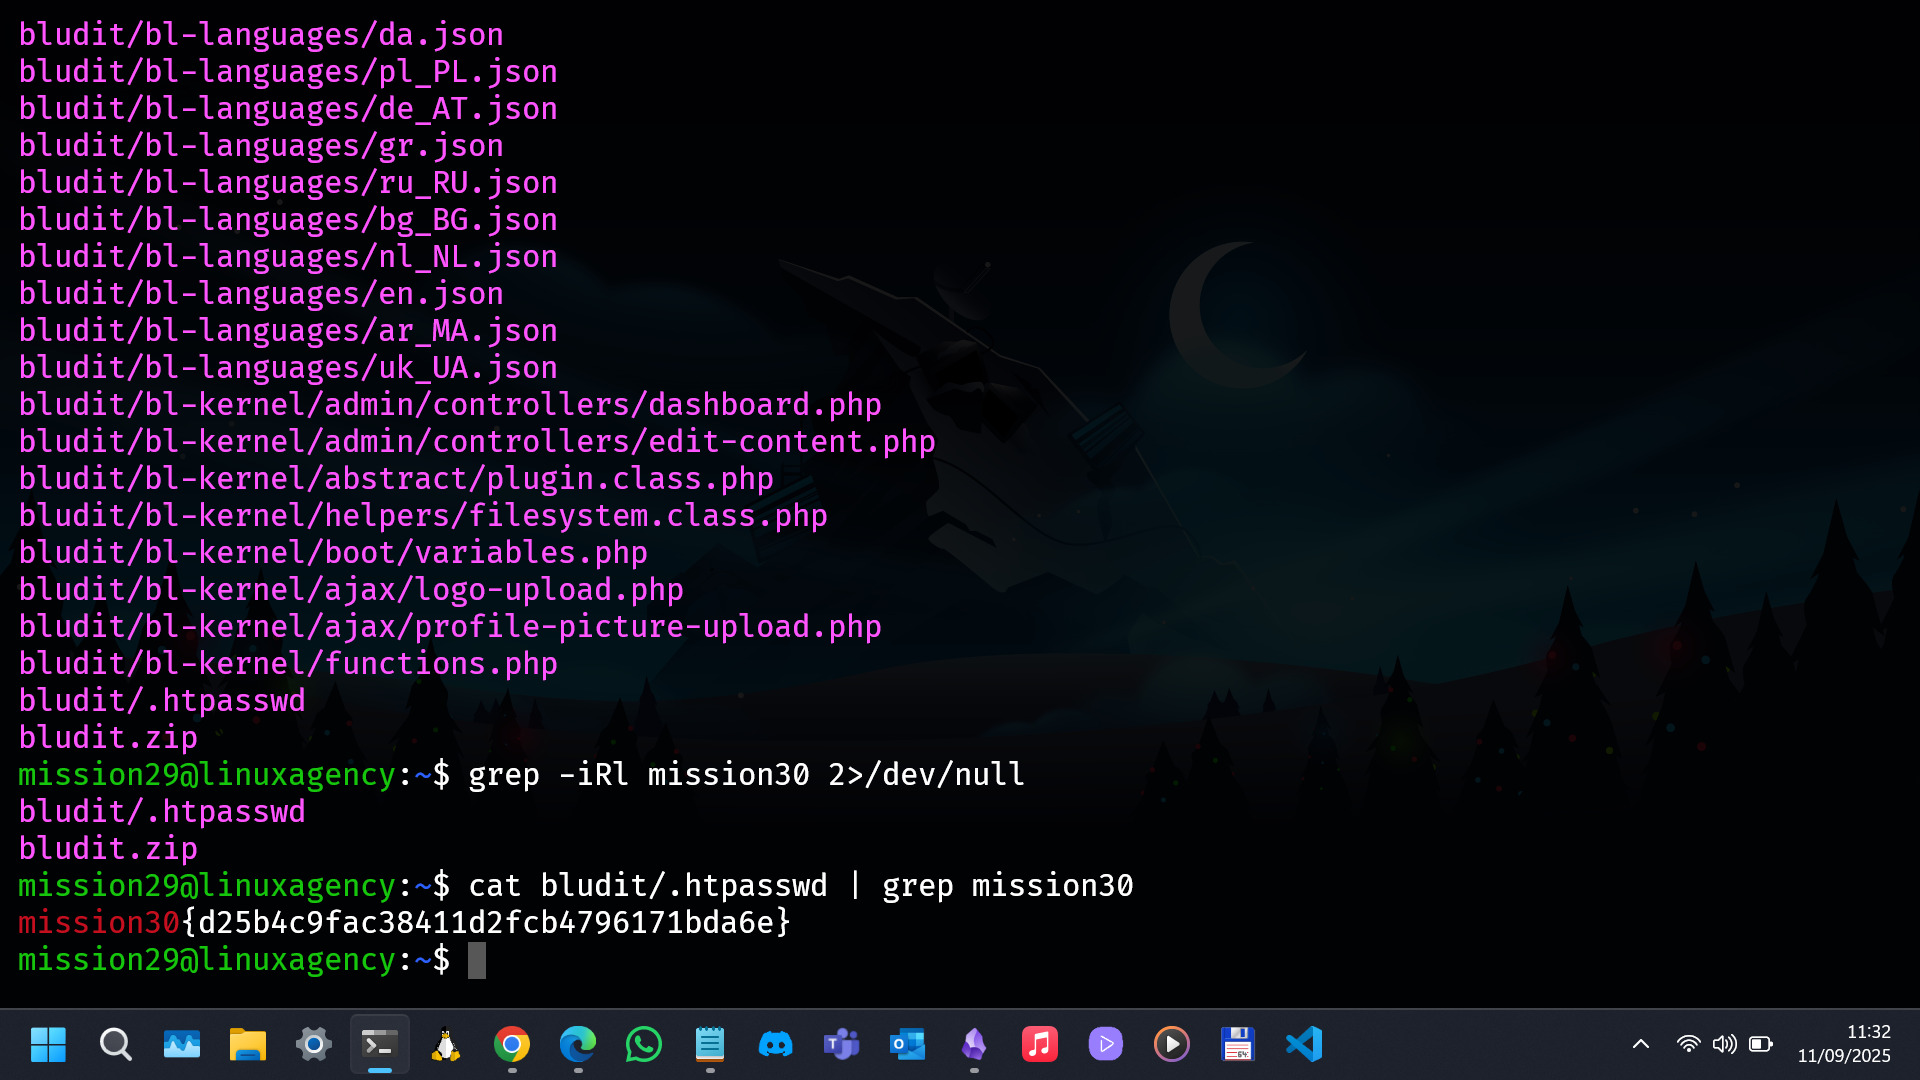 bludit/bl-languages/da.json
bludit/bl-languages/pl_PL.json
bludit/bl-languages/de_AT.json
bludit/bl-languages/gr.json
bludit/bl-languages/ru_RU.json
bludit/bl-languages/bg_BG.json
bludit/bl-languages/nl_NL.json
bludit/bl-languages/en.json
bludit/bl-languages/ar_MA.json
bludit/bl-languages/uk_UA.json
bludit/bl-kernel/admin/controllers/dashboard.php
bludit/bl-kernel/admin/controllers/edit-content.php
bludit/bl-kernel/abstract/plugin.class.php
bludit/bl-kernel/helpers/filesystem.class.php
bludit/bl-kernel/boot/variables.php
bludit/bl-kernel/ajax/logo-upload.php
bludit/bl-kernel/ajax/profile-picture-upload.php
bludit/bl-kernel/functions.php
bludit/.htpasswd
bludit.zip
mission29@linuxagency:~$ grep -iRl mission30 2>/dev/null
bludit/.htpasswd
bludit.zip
mission29@linuxagency:~$ cat bludit/.htpasswd | grep mission30
mission30{d25b4c9fac38411d2fcb4796171bda6e}
mission29@linuxagency:~$
11:32
11/09/2025